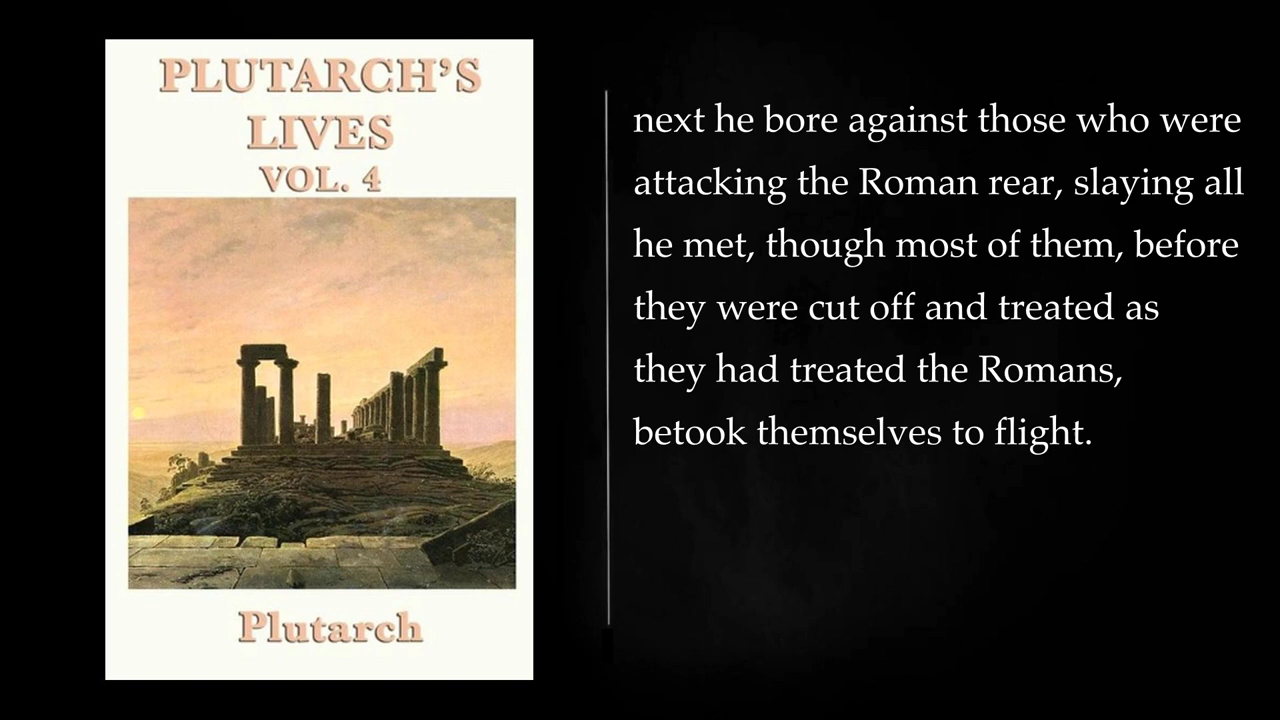 PLUTARCH'S
LIVES
VOL. 4
Plutarch
next he bore against those who were
attacking the Roman rear, slaying all
he met, though most of them, before
they were cut off and treated as
they had treated the Romans,
betook themselves to flight.